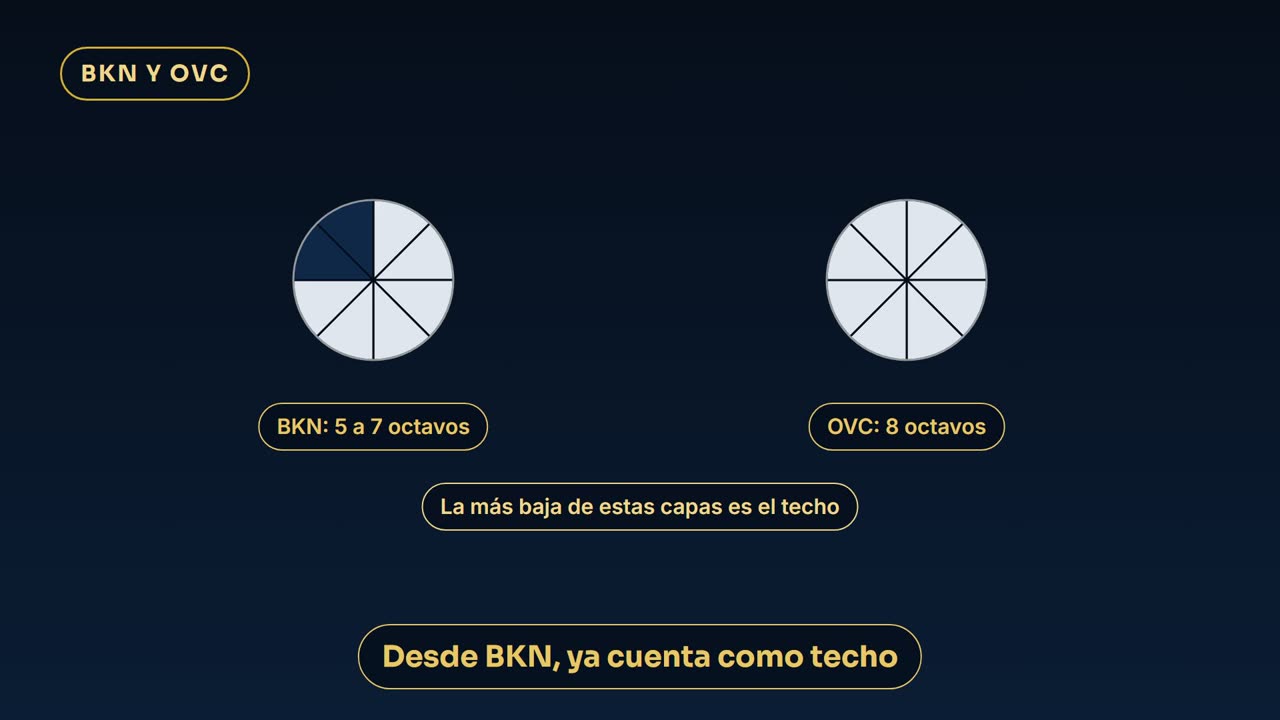 BKN Y OVC
BKN: 5 a 7 octavos
OVC: 8 octavos
La más baja de estas capas es el techo
Desde BKN, ya cuenta como techo